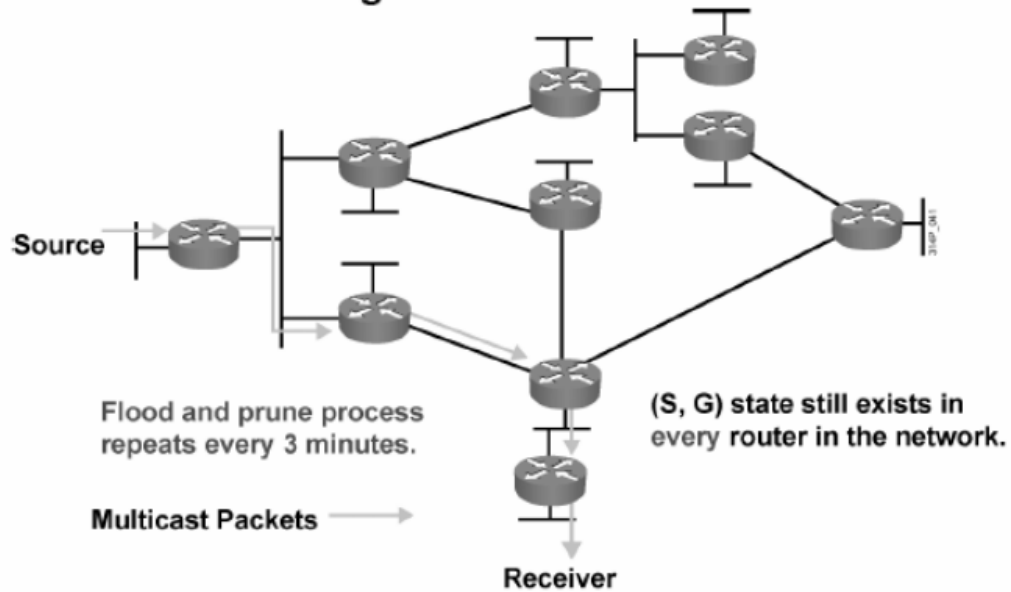 Source
Flood and prune process
repeats every 3 minutes.
(S, G) state still exists in
every router in the network.
Multicast Packets
Receiver